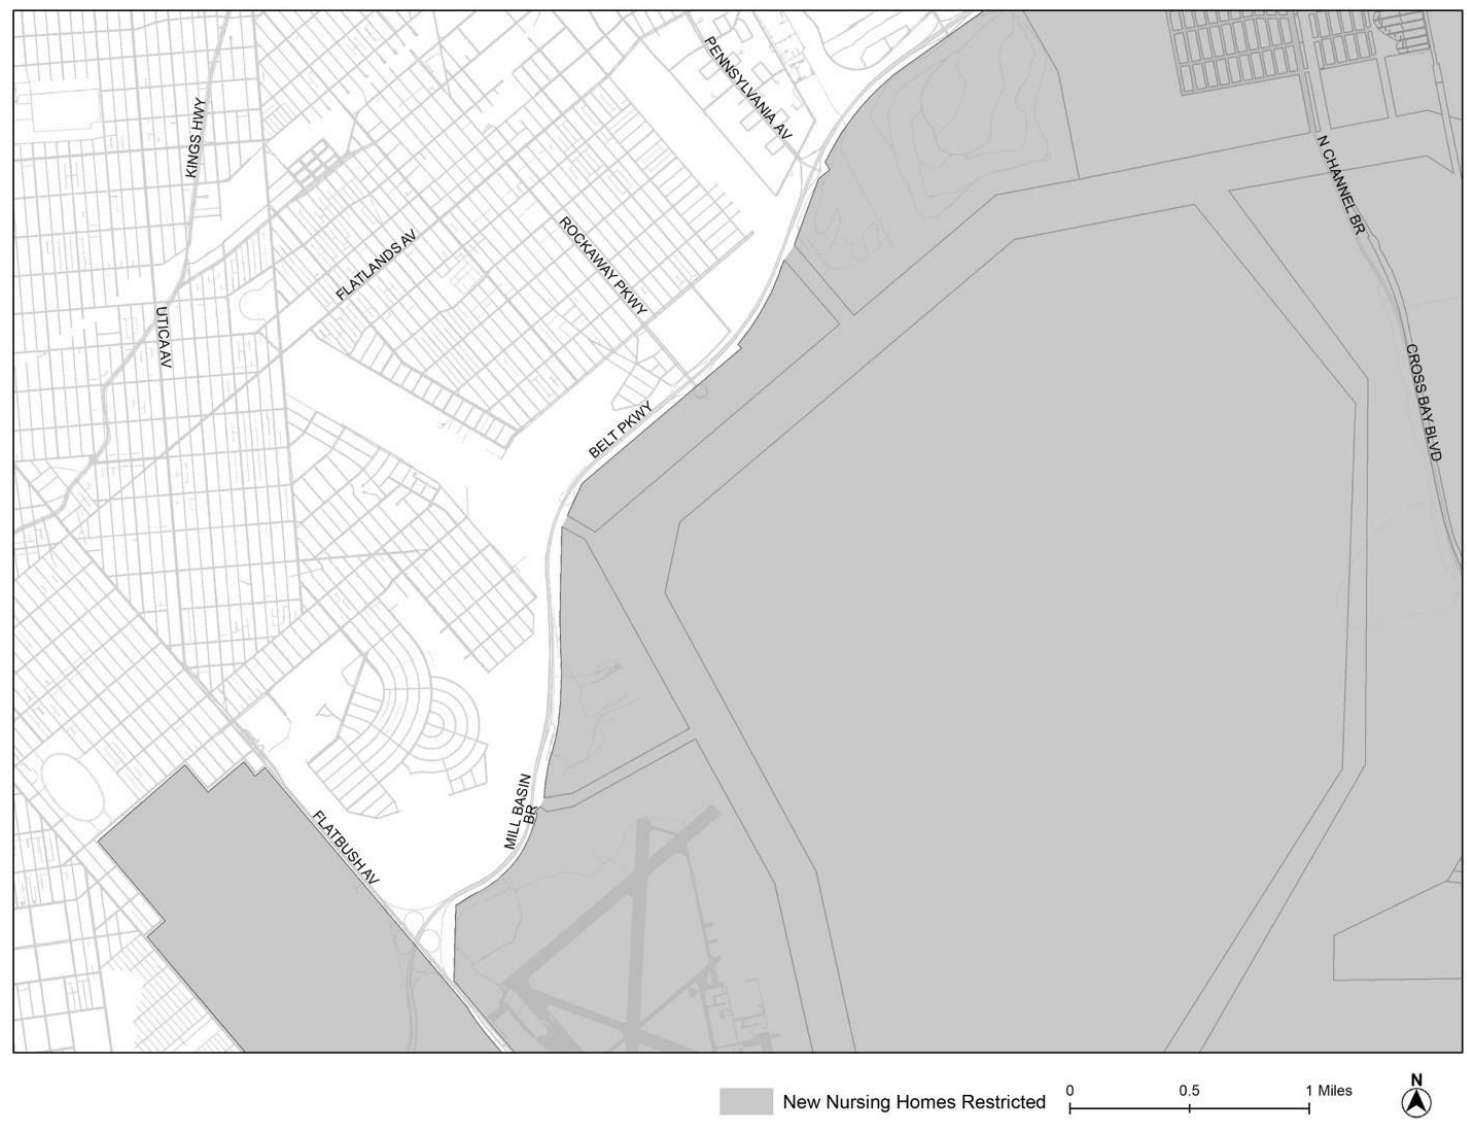 PENNSYLVANIA AV
KINGS HWY
N CHANNEL BR
FLATLANDS AV
ROCKAWAY PKWY
UTICA AV
CROSS BAY BLVD
BELT PKWY
MILL BASIN
BR
FLATBUSH AV
New Nursing Homes Restricted
0 0.5 1 Miles
N